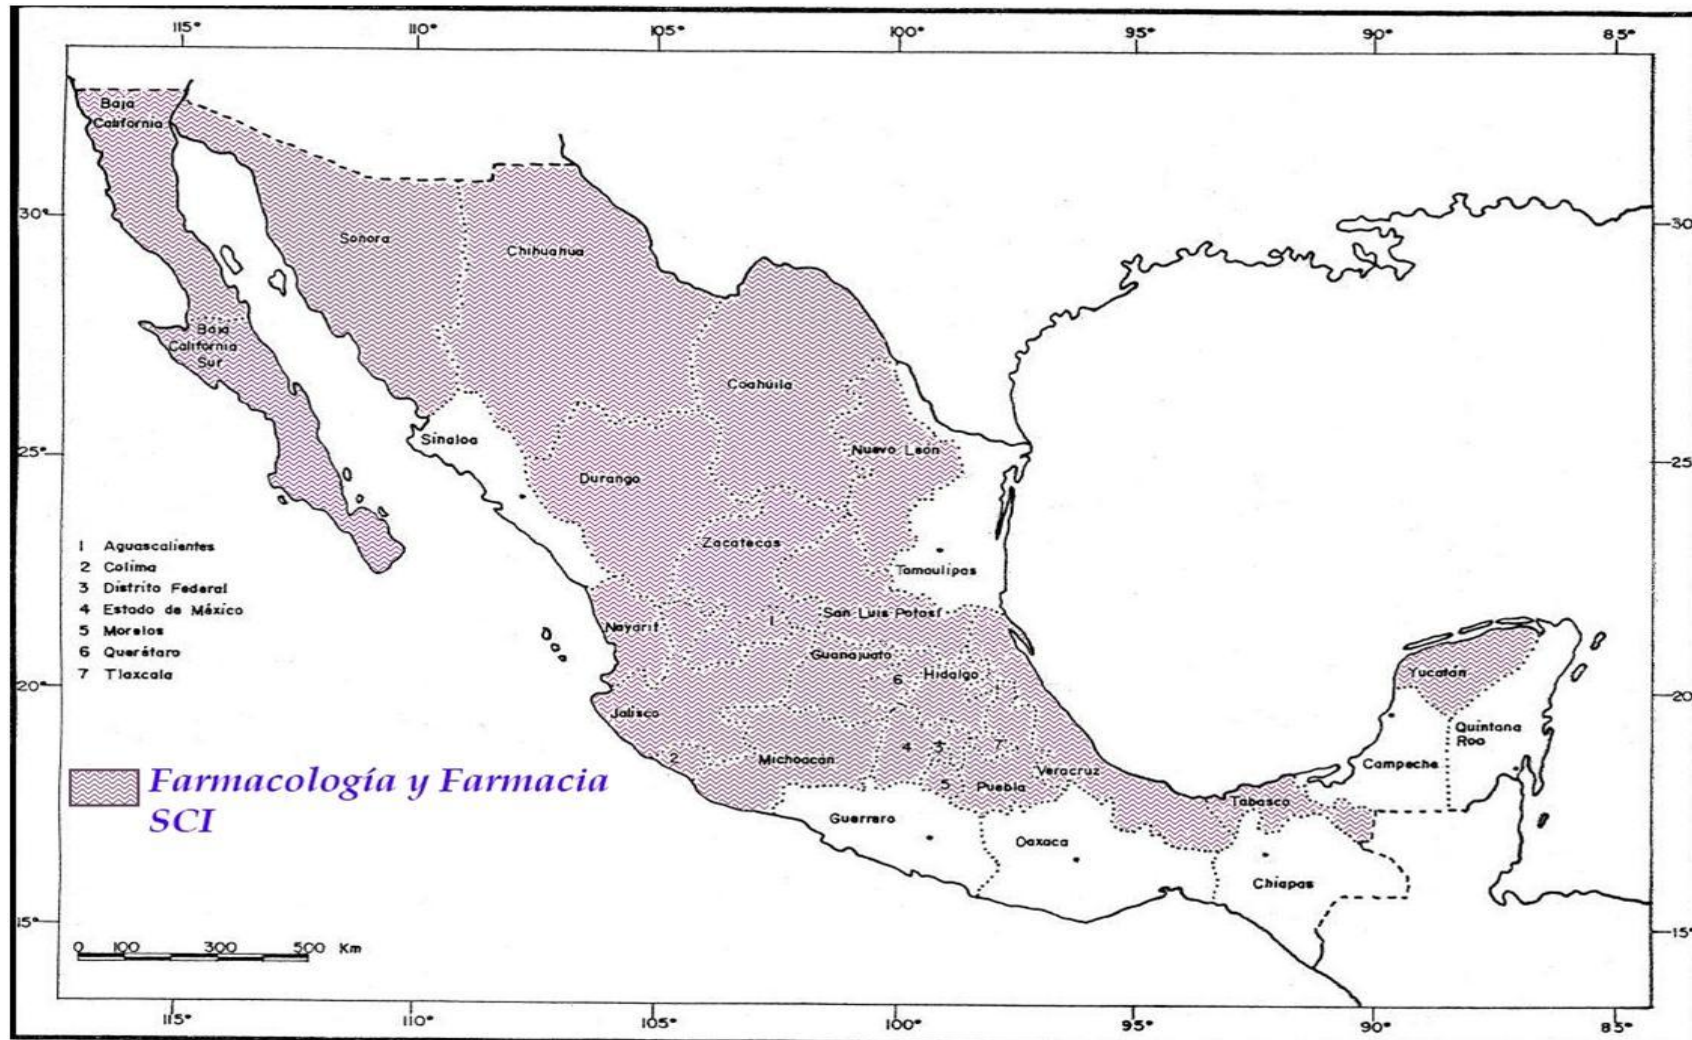 115°
110°
105°
100°
95°
90°
85°
Baja
California
30°
30°
Sonora
Chihuahua
Baja
California
Sur
Coahuila
Sinaloa
Nuevo León
25°
25°
Durango
Zacatecas
Tamaulipas
1 Aguascalientes
2 Colima
3 Distrito Federal
4 Estado de México
5 Morelos
6 Querétaro
7 Tlaxcala
Nayarit
1
San Luis Potosí
Guanajuato
6
Hidalgo
Yucatán
20°
20°
Jalisco
Quintana
Roo
2
Michoacán
4
3
7
Veracruz
Campeche
5
Puebla
Tabasco
Farmacología y Farmacia
SCI
Guerrero
Oaxaca
Chiapas
15°
15°
0 100 300 500 Km
115°
110°
105°
100°
95°
90°
85°